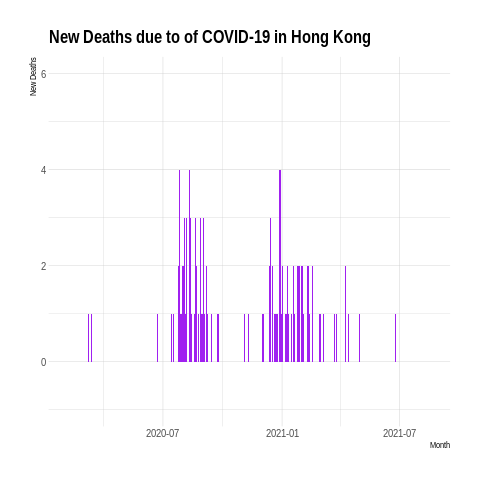 New Deaths due to of COVID-19 in Hong Kong
New Deaths
6
4
2
0
2020-07 2021-01 2021-07
Month